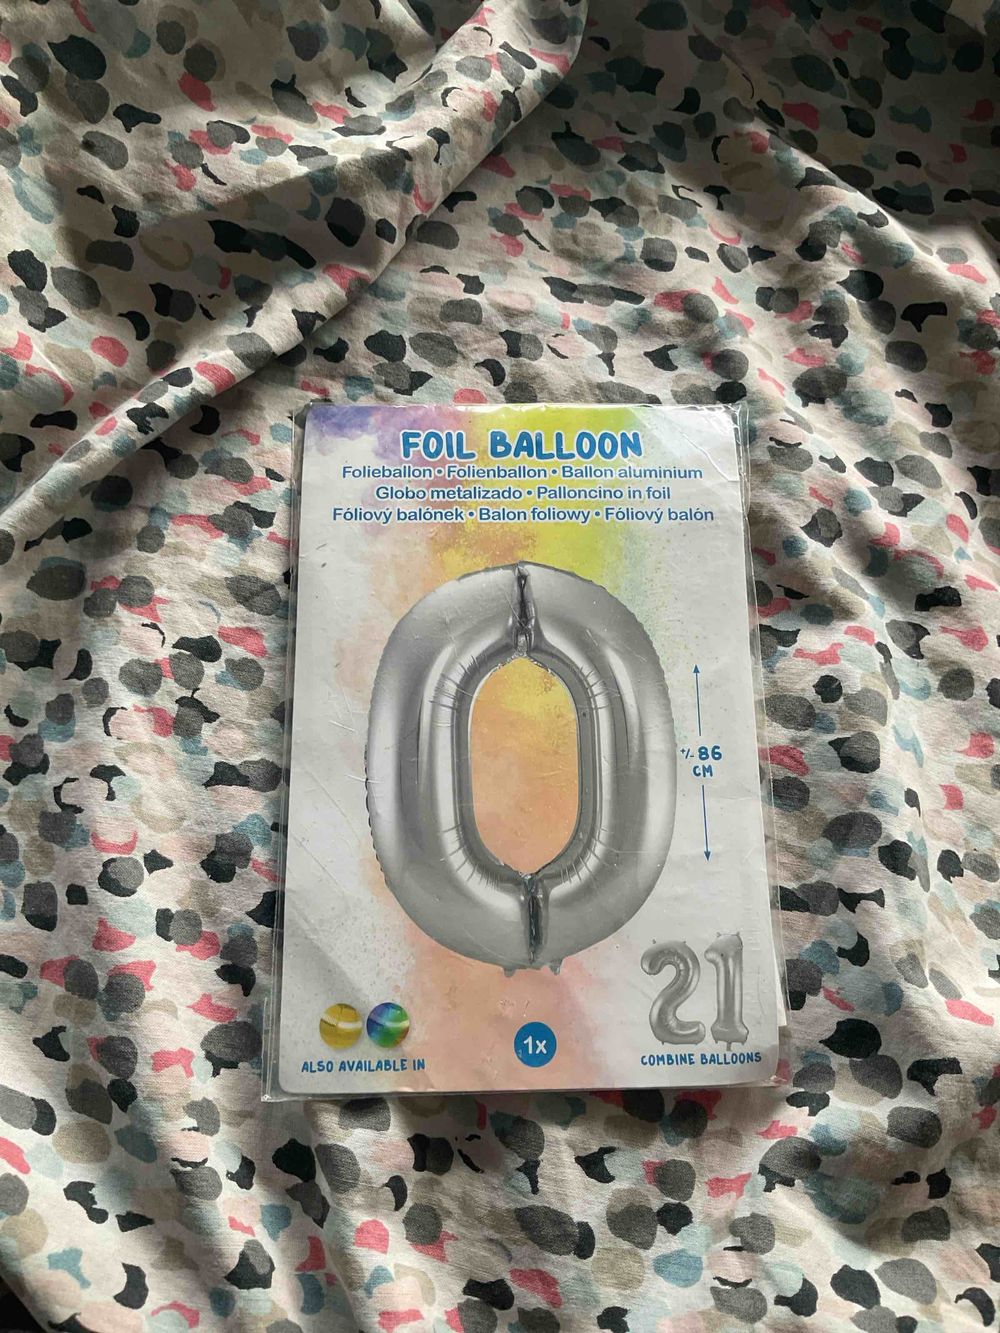 FOIL BALLOON
Folieballon • Folienballon • Ballon aluminium
Globo metalizado • Palloncino in foil
Fóliový balónek • Balon foliowy • Fóliový balón
+/- 86
CM
21
ALSO AVAILABLE IN
1x
COMBINE BALLOONS